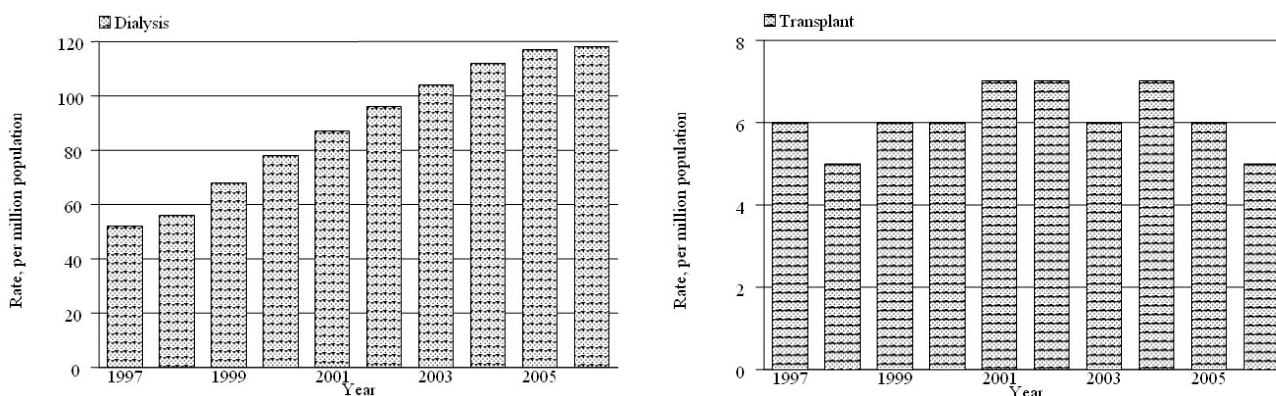 Dialysis
Rate, per million population
120
100
80
60
40
20
0
1997 1999 2001 2003 2005
Year
Transplant
Rate, per million population
8
6
4
2
0
1997 1999 2001 2003 2005
Year